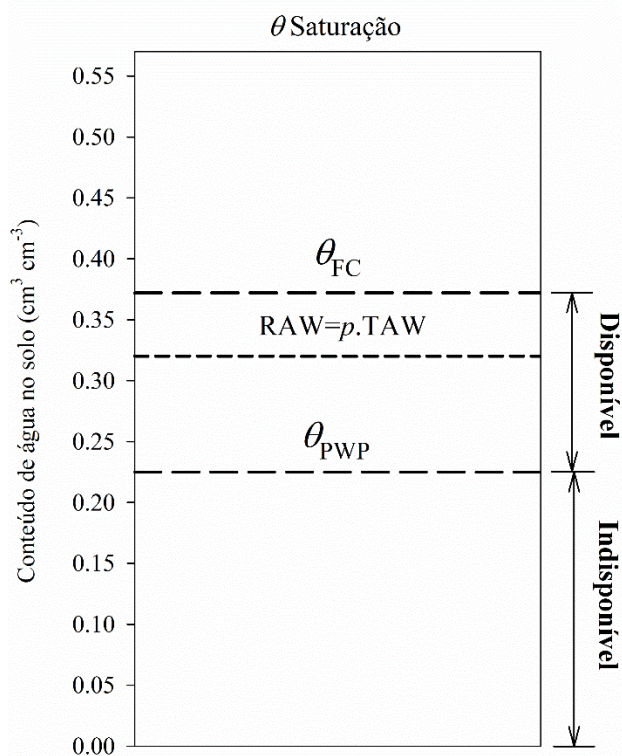 θ Saturação
Conteúdo de água no solo (cm³ cm⁻³)
0.55
0.50
0.45
0.40
0.35
0.30
0.25
0.20
0.15
0.10
0.05
0.00
θFC
RAW=p.TAW
θPWP
Disponível
Indisponível